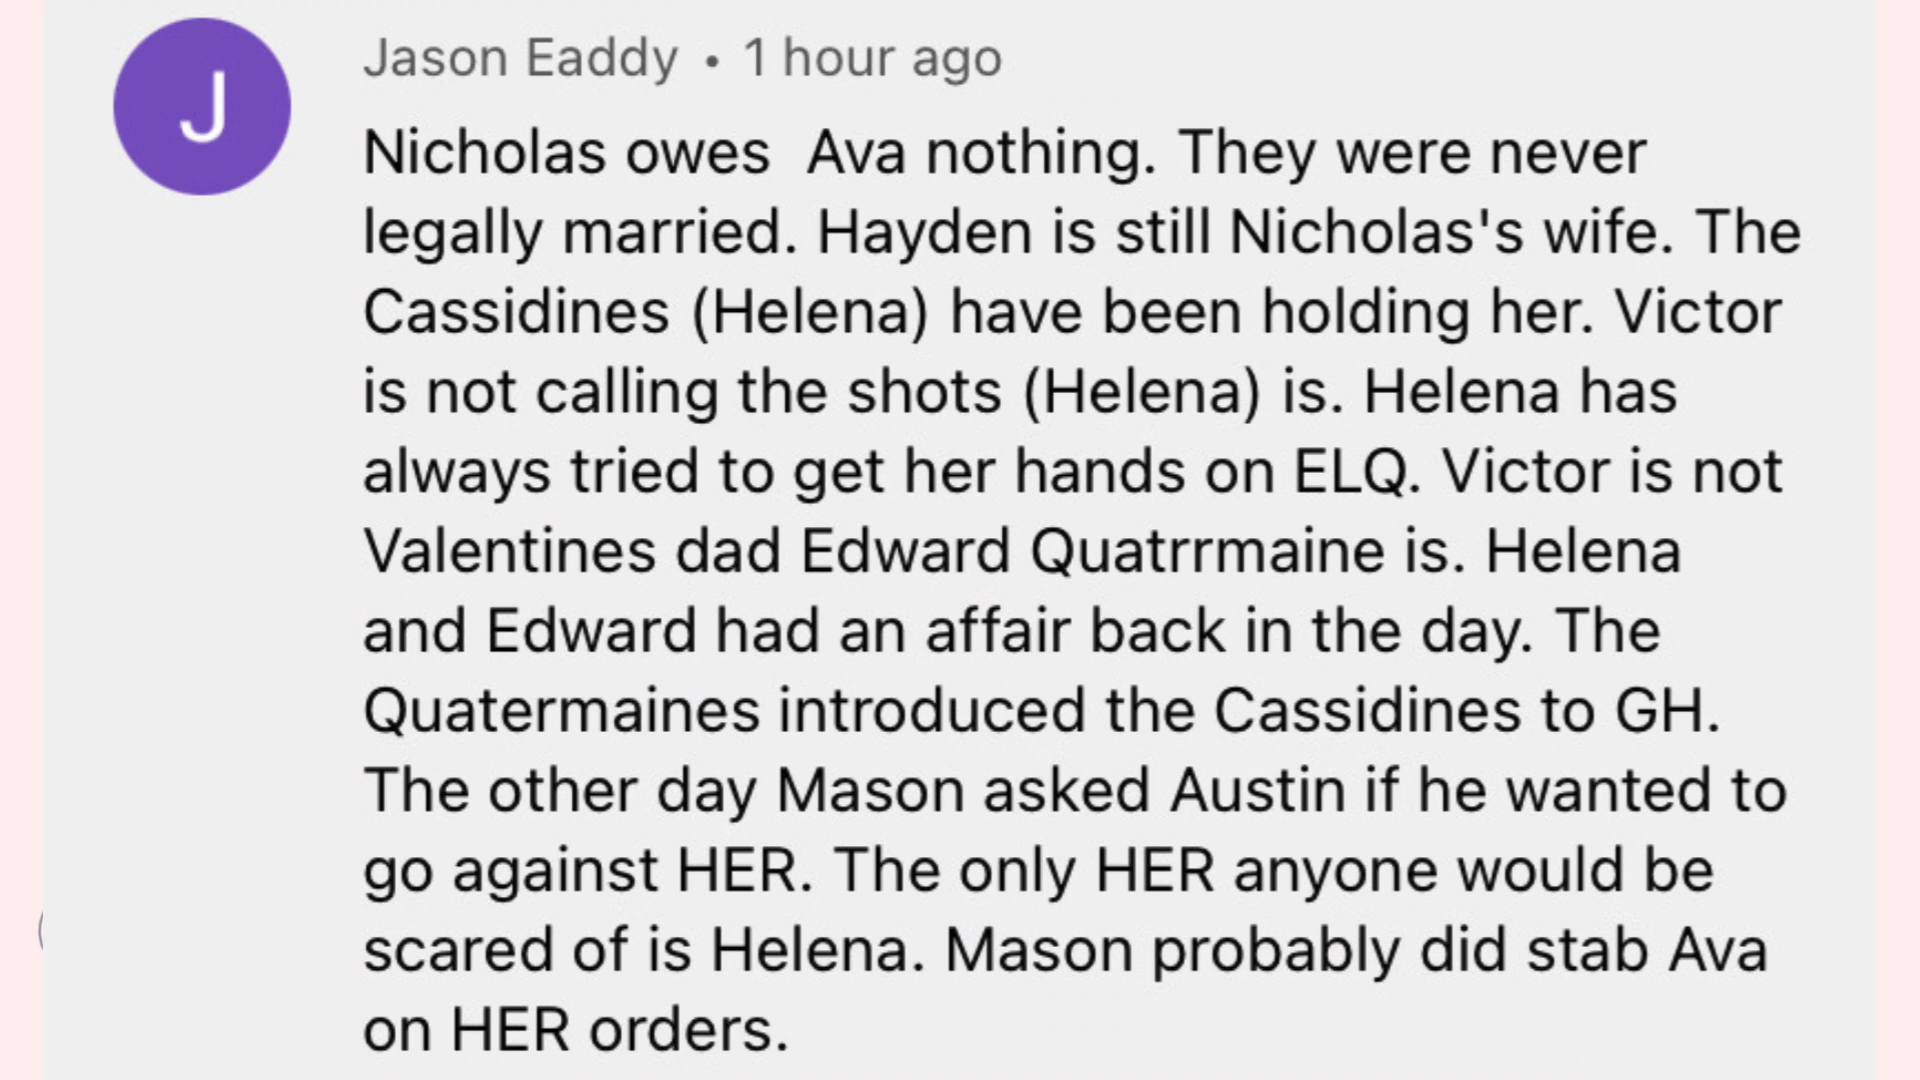 J
Jason Eaddy • 1 hour ago
Nicholas owes  Ava nothing. They were never
legally married. Hayden is still Nicholas's wife. The
Cassidines (Helena) have been holding her. Victor
is not calling the shots (Helena) is. Helena has
always tried to get her hands on ELQ. Victor is not
Valentines dad Edward Quatrrmaine is. Helena
and Edward had an affair back in the day. The
Quatermaines introduced the Cassidines to GH.
The other day Mason asked Austin if he wanted to
go against HER. The only HER anyone would be
scared of is Helena. Mason probably did stab Ava
on HER orders.